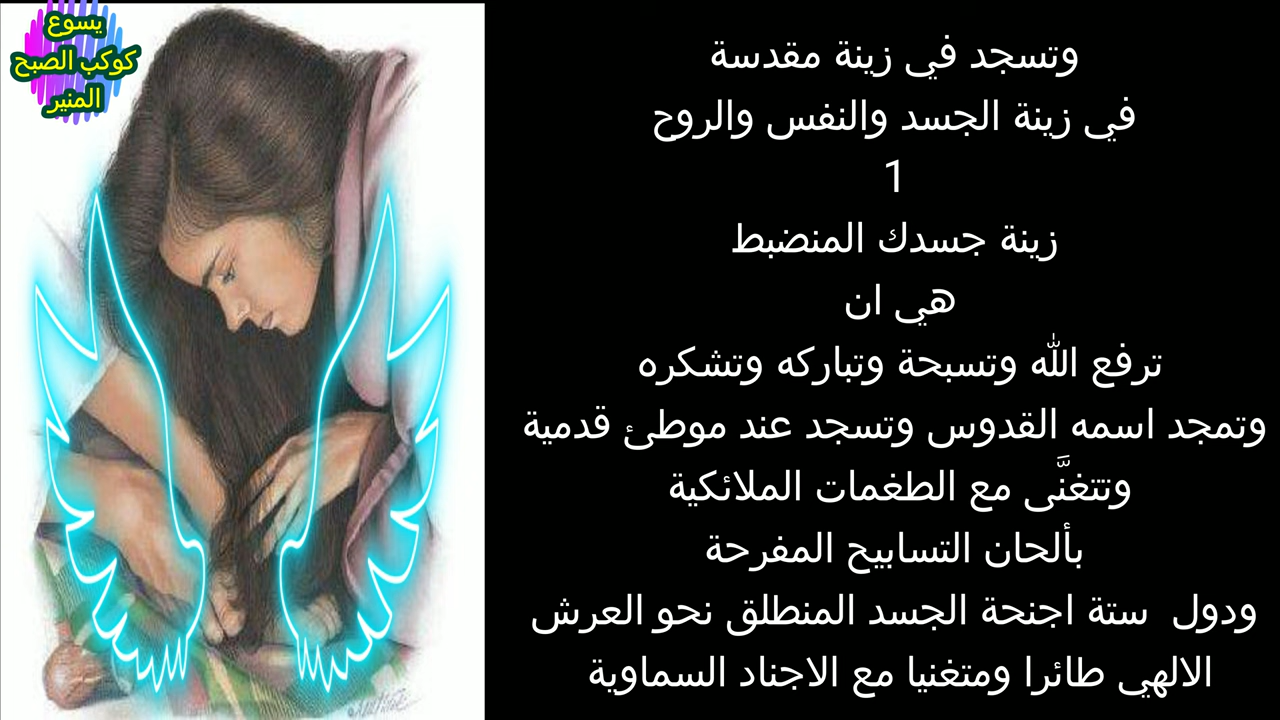 يسوع
كوكب الصبح
المنير
وتسجد في زينة مقدسة
في زينة الجسد والنفس والروح
1
زينة جسدك المنضبط
هي ان
ترفع الله وتسبحة وتباركه وتشكره
وتمجد اسمه القدوس وتسجد عند موطئ قدمية
وتتغنَّى مع الطغمات الملائكية
بألحان التسابيح المفرحة
ودول ستة اجنحة الجسد المنطلق نحو العرش
الالهي طائرا ومتغنيا مع الاجناد السماوية